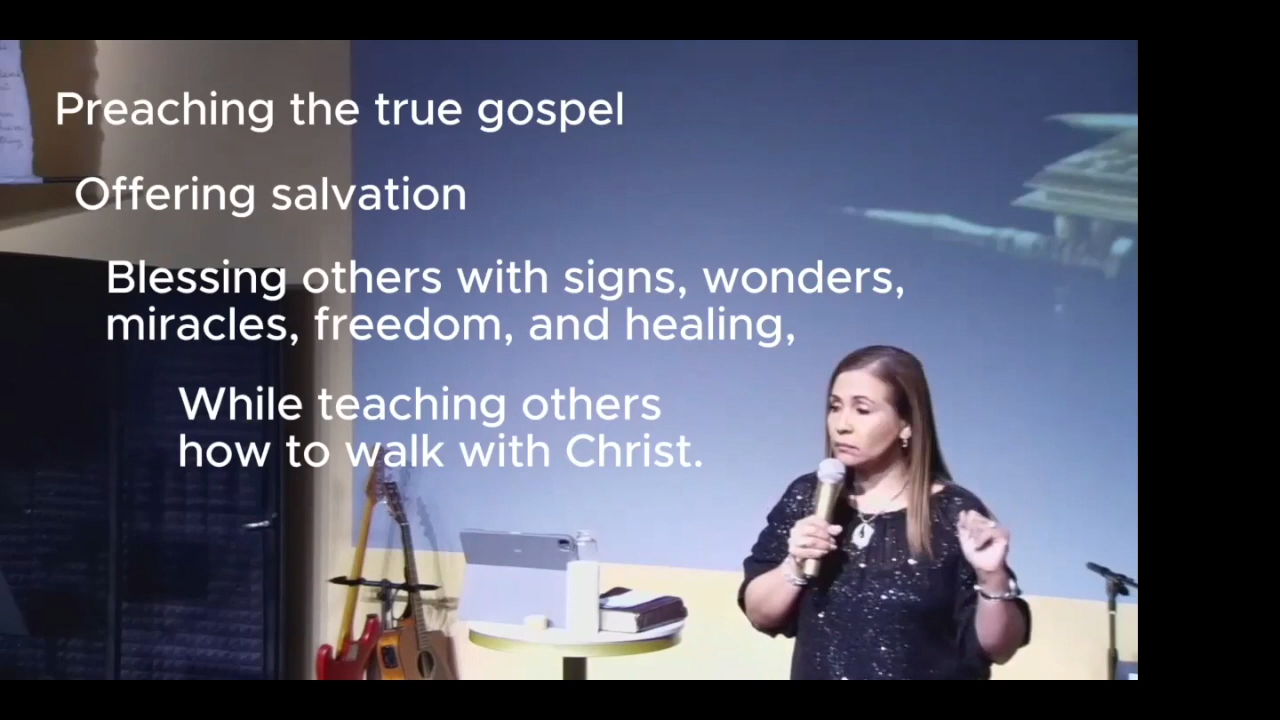 Preaching the true gospel
Offering salvation
Blessing others with signs, wonders,
miracles, freedom, and healing,
While teaching others
how to walk with Christ.